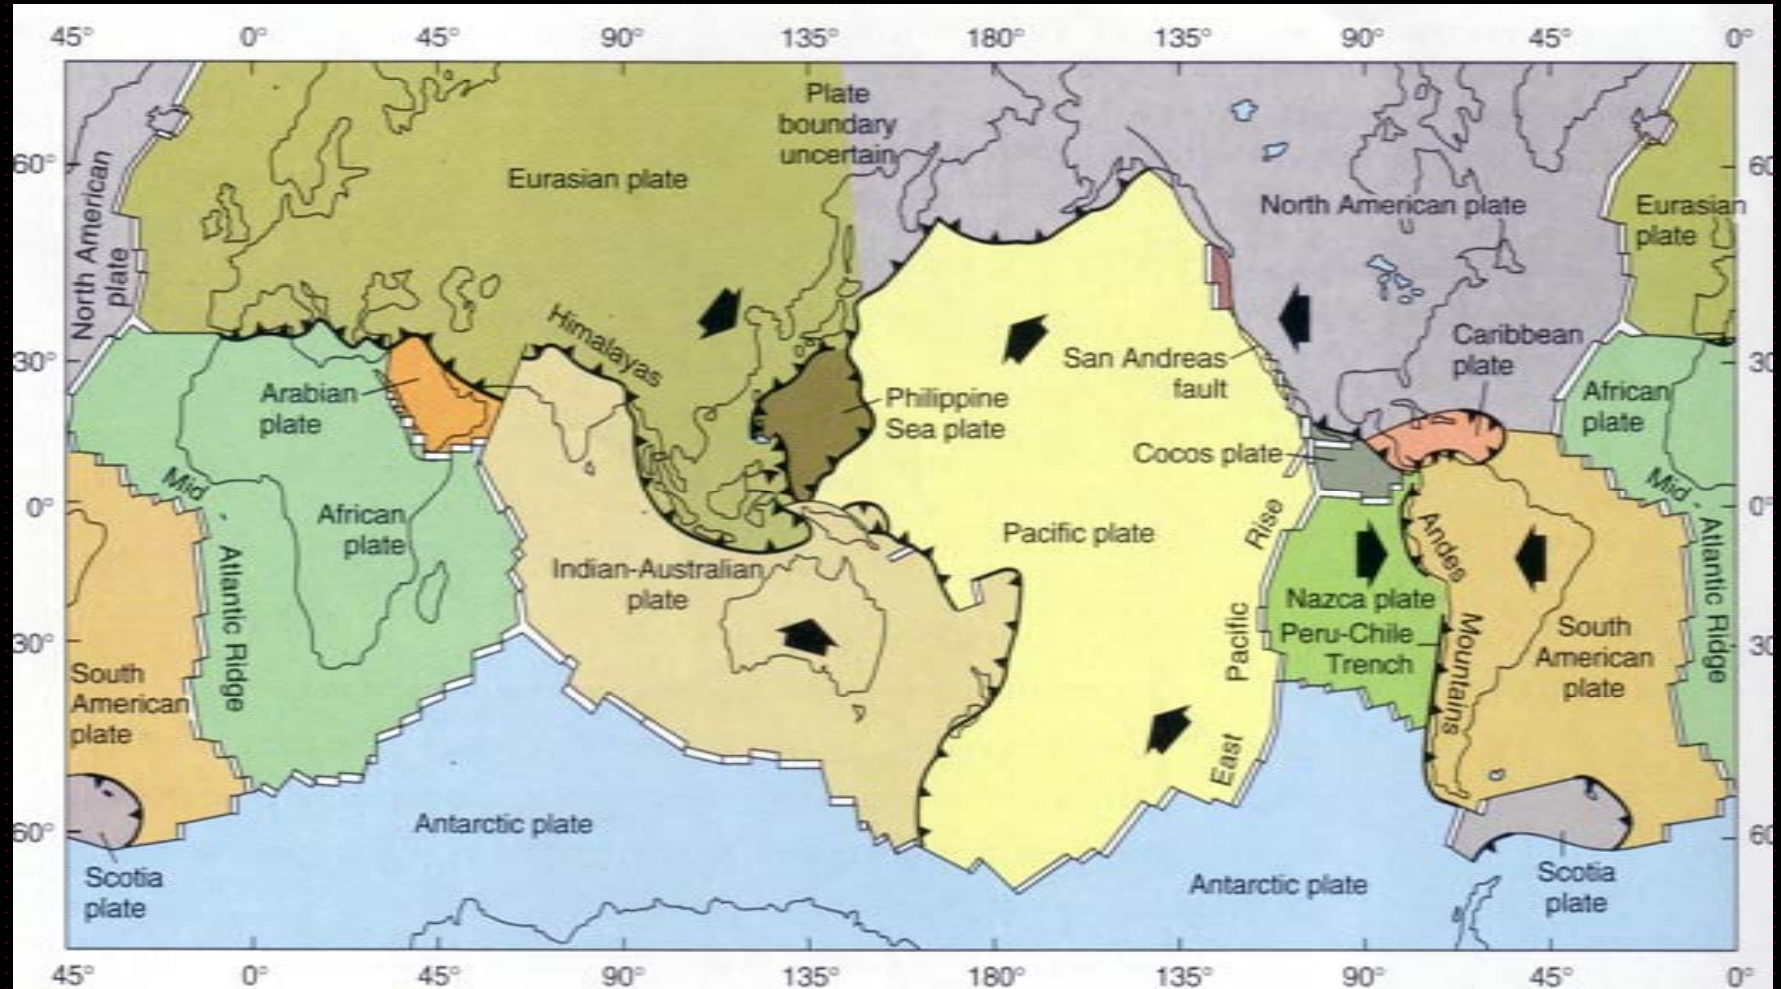 45° 0° 45° 90° 135° 180° 135° 90° 45° 0°
Plate
boundary
uncertain
60°
60
North American
plate
Eurasian plate
North American plate
Eurasian
plate
Himalayas
30°
30
Arabian
plate
Philippine
Sea plate
San Andreas
fault
Caribbean
plate
African
plate
Cocos plate
Mid
Atlantic Ridge
0°
0°
African
plate
Indian-Australian
plate
Pacific plate
East Pacific Rise
Nazca plate
Peru-Chile
Trench
Andes
Mountains
Mid
Atlantic Ridge
30°
30
South
American
plate
South
American
plate
60°
60
Antarctic plate
Antarctic plate
Scotia
plate
Scotia
plate
45° 0° 45° 90° 135° 180° 135° 90° 45° 0°